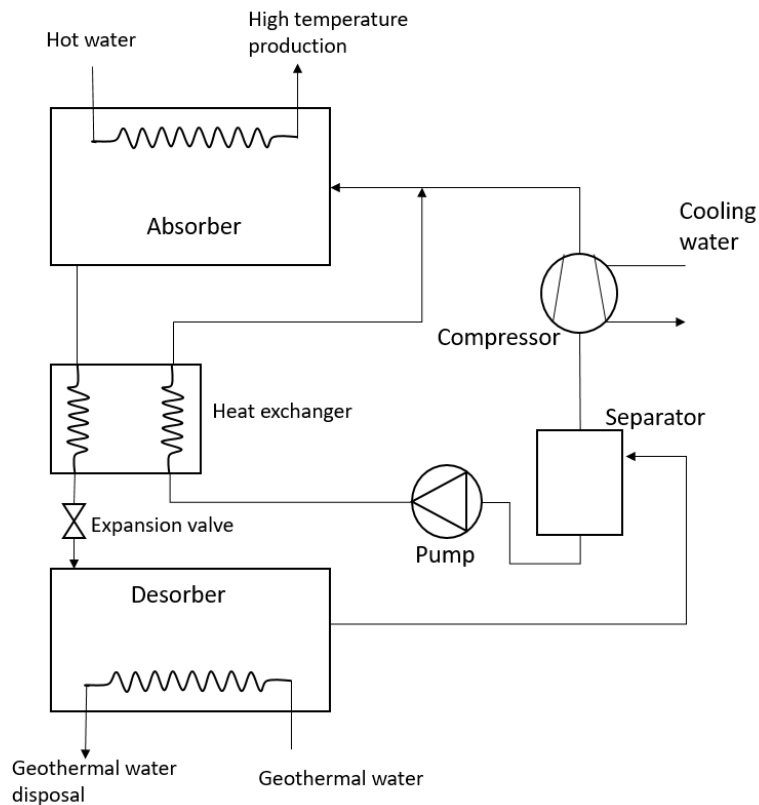 High temperature
production
Hot water
Absorber
Cooling
water
Compressor
Heat exchanger
Separator
Expansion valve
Pump
Desorber
Geothermal water
disposal
Geothermal water